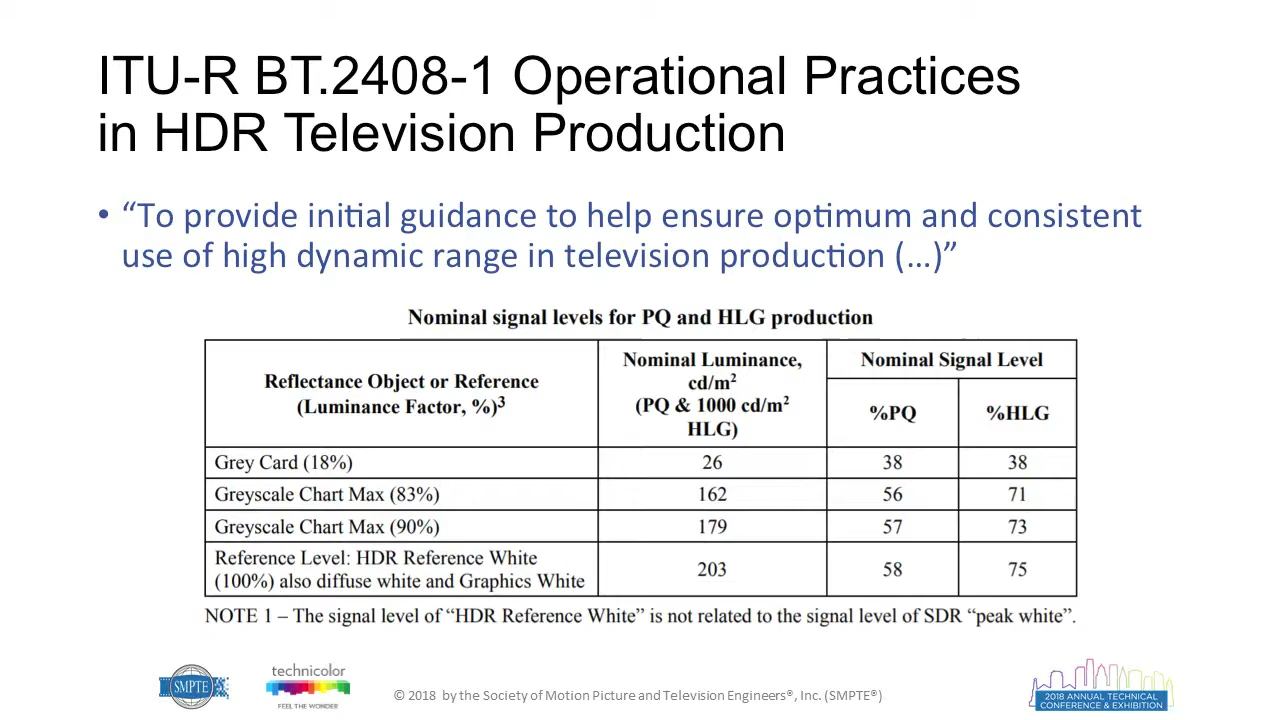 ITU-R BT.2408-1 Operational Practices
in HDR Television Production
• “To provide initial guidance to help ensure optimum and consistent
use of high dynamic range in television production (…)”
Nominal signal levels for PQ and HLG production
Reflectance Object or Reference
(Luminance Factor, %)³
Nominal Luminance,
cd/m²
(PQ & 1000 cd/m²
HLG)
Nominal Signal Level
%PQ %HLG
Grey Card (18%) 26 38 38
Greyscale Chart Max (83%) 162 56 71
Greyscale Chart Max (90%) 179 57 73
Reference Level: HDR Reference White
(100%) also diffuse white and Graphics White 203 58 75
NOTE 1 – The signal level of “HDR Reference White” is not related to the signal level of SDR “peak white”.
SMPTE
technicolor
FEEL THE WONDER
© 2018 by the Society of Motion Picture and Television Engineers®, Inc. (SMPTE®)
2018 ANNUAL TECHNICAL
CONFERENCE & EXHIBITION